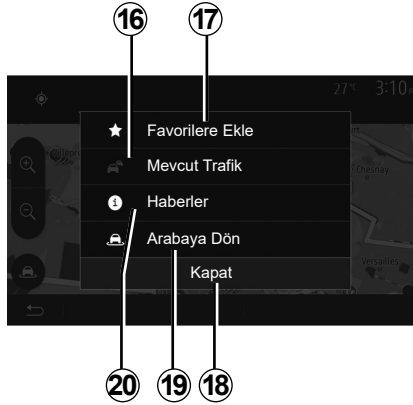 16 17
27 °C 3:10
Favorilere Ekle
Mevcut Trafik
Chesnay
Haberler
Arabaya Dön
Versailles
Kapat
20 19 18